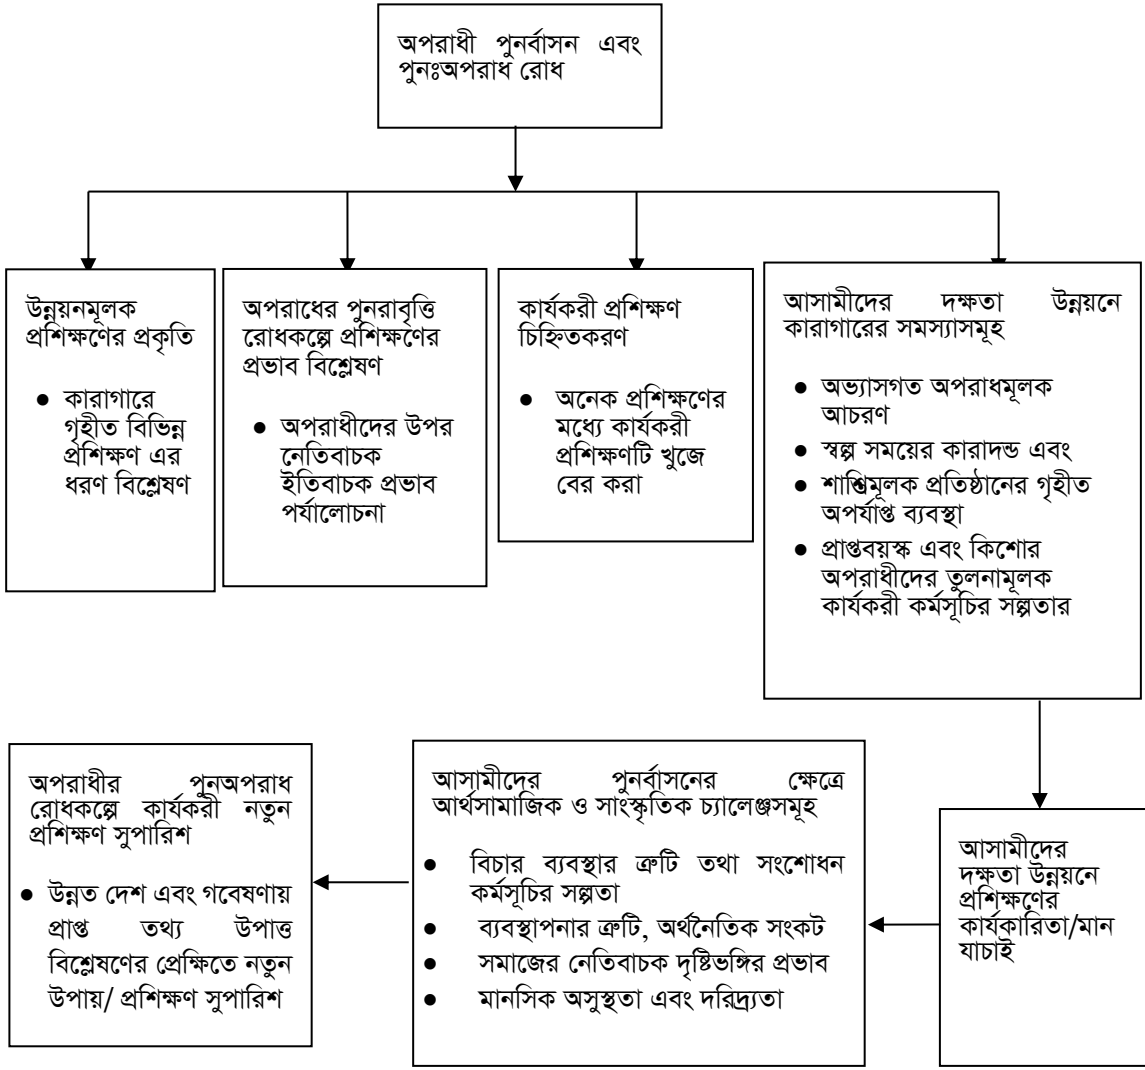 অপরাধী পুনর্বাসন এবং
পুনঃঅপরাধ রোধ
উন্নয়নমূলক
প্রশিক্ষণের প্রকৃতি
● কারাগারে
গৃহীত বিভিন্ন
প্রশিক্ষণ এর
ধরণ বিশ্লেষণ
অপরাধের পুনরাবৃত্তি
রোধকল্পে প্রশিক্ষণের
প্রভাব বিশ্লেষণ
● অপরাধীদের উপর
নেতিবাচক
ইতিবাচক প্রভাব
পর্যালোচনা
কার্যকরী প্রশিক্ষণ
চিহ্নিতকরণ
● অনেক প্রশিক্ষণের
মধ্যে কার্যকরী
প্রশিক্ষণটি খুজে
বের করা
আসামীদের দক্ষতা উন্নয়নে
কারাগারের সমস্যাসমূহ
● অভ্যাসগত অপরাধমূলক
আচরণ
● স্বল্প সময়ের কারাদন্ড এবং
● শাস্তিমূলক প্রতিষ্ঠানের গৃহীত
অপর্যাপ্ত ব্যবস্থা
● প্রাপ্তবয়স্ক এবং কিশোর
অপরাধীদের তুলনামূলক
কার্যকরী কর্মসূচির সল্পতার
আসামীদের
দক্ষতা উন্নয়নে
প্রশিক্ষণের
কার্যকারিতা/মান
যাচাই
আসামীদের পুনর্বাসনের ক্ষেত্রে
আর্থসামাজিক ও সাংস্কৃতিক চ্যালেঞ্জসমূহ
● বিচার ব্যবস্থার ত্রুটি তথা সংশোধন
কর্মসূচির সল্পতা
● ব্যবস্থাপনার ত্রুটি, অর্থনৈতিক সংকট
● সমাজের নেতিবাচক দৃষ্টিভঙ্গির প্রভাব
● মানসিক অসুস্থতা এবং দরিদ্র্যতা
অপরাধীর পুনঅপরাধ
রোধকল্পে কার্যকরী নতুন
প্রশিক্ষণ সুপারিশ
● উন্নত দেশ এবং গবেষণায়
প্রাপ্ত তথ্য উপাত্ত
বিশ্লেষণের প্রেক্ষিতে নতুন
উপায়/ প্রশিক্ষণ সুপারিশ